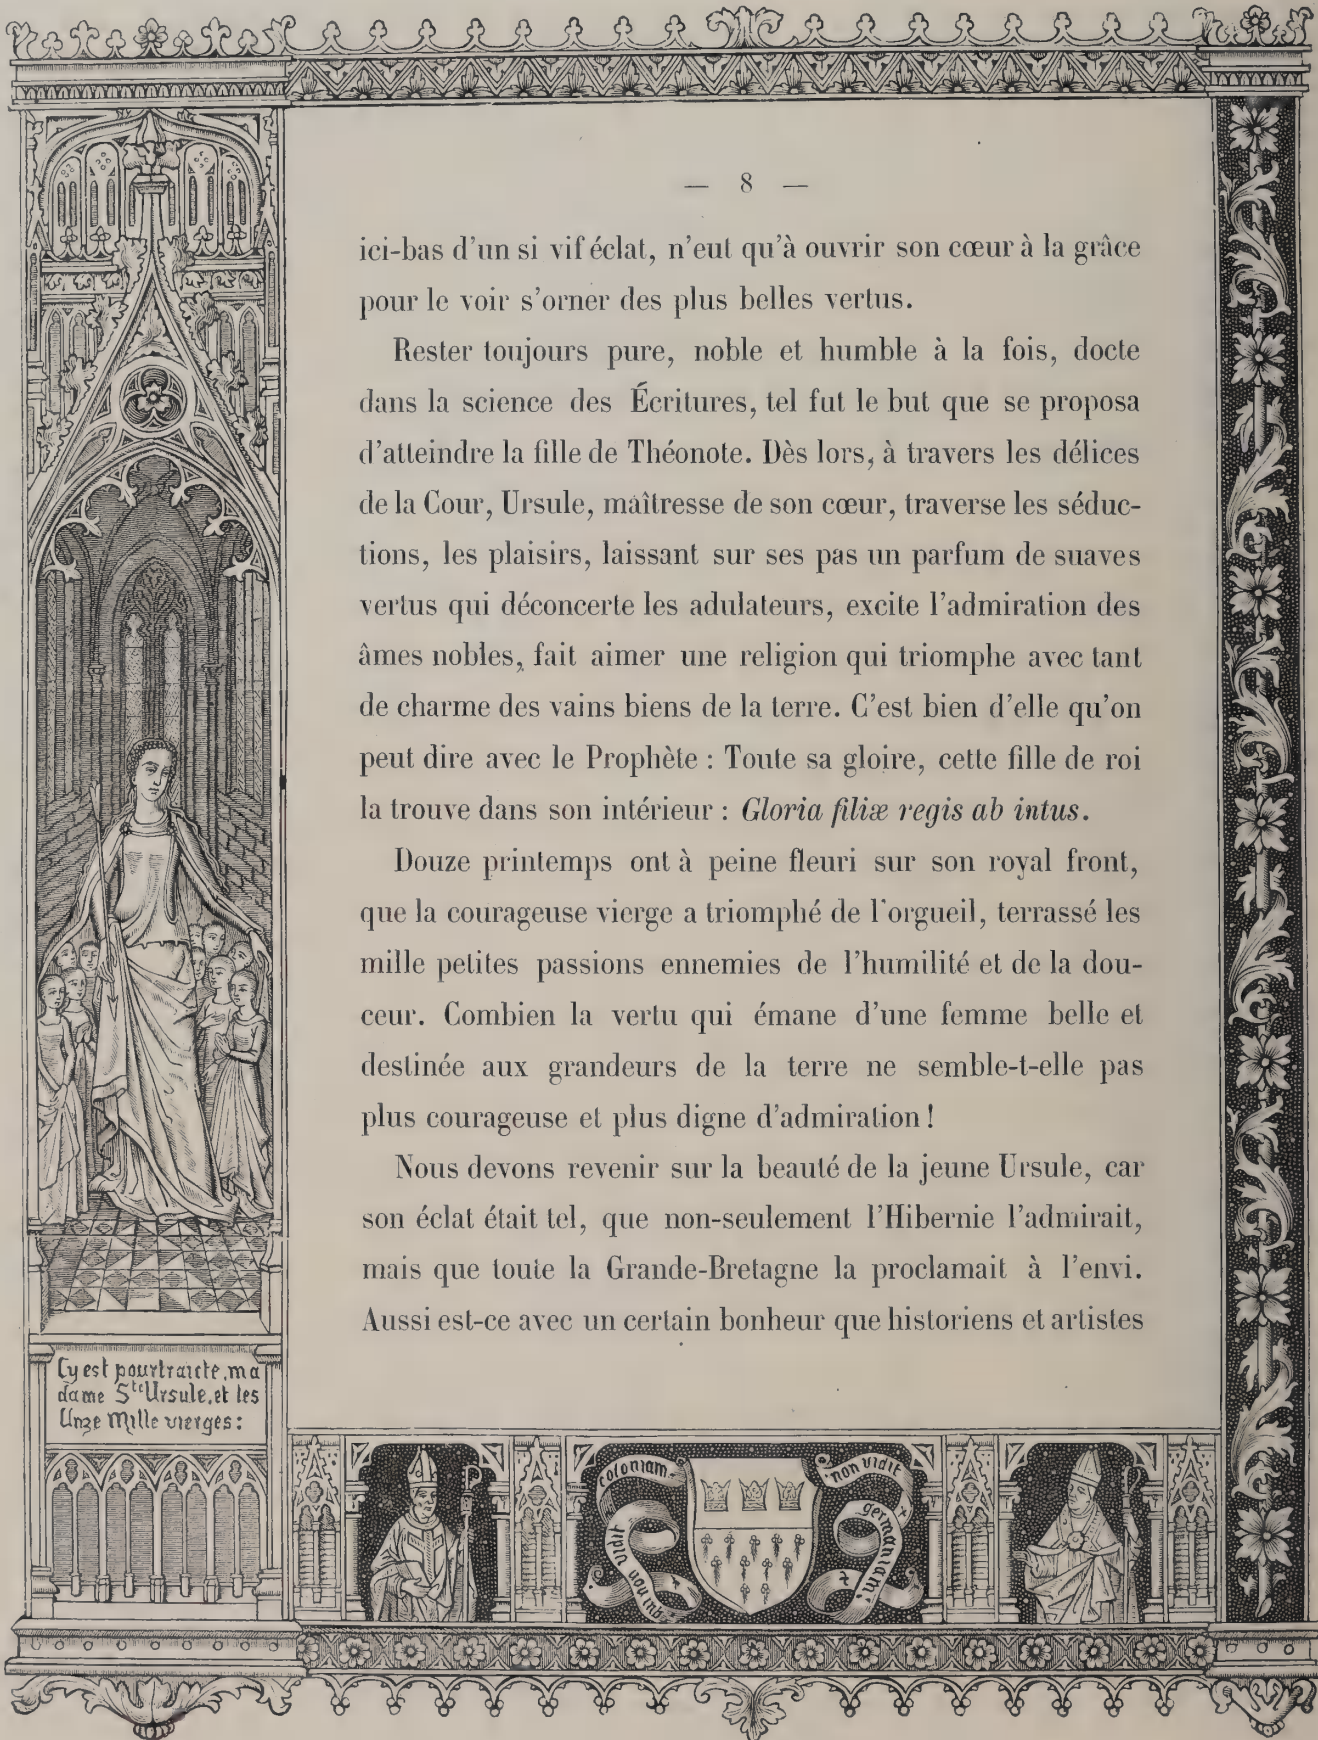 — 8 —
ici-bas d'un si vif éclat, n'eut qu'à ouvrir son cœur à la grâce
pour le voir s'orner des plus belles vertus.
Rester toujours pure, noble et humble à la fois, docte
dans la science des Écritures, tel fut le but que se proposa
d'atteindre la fille de Théonote. Dès lors, à travers les délices
de la Cour, Ursule, maîtresse de son cœur, traverse les séduc-
tions, les plaisirs, laissant sur ses pas un parfum de suaves
vertus qui déconcerte les adulateurs, excite l'admiration des
âmes nobles, fait aimer une religion qui triomphe avec tant
de charme des vains biens de la terre. C'est bien d'elle qu'on
peut dire avec le Prophète : Toute sa gloire, cette fille de roi
la trouve dans son intérieur : Gloria filiæ regis ab intus.
Douze printemps ont à peine fleuri sur son royal front,
que la courageuse vierge a triomphé de l'orgueil, terrassé les
mille petites passions ennemies de l'humilité et de la dou-
ceur. Combien la vertu qui émane d'une femme belle et
destinée aux grandeurs de la terre ne semble-t-elle pas
plus courageuse et plus digne d'admiration !
Nous devons revenir sur la beauté de la jeune Ursule, car
son éclat était tel, que non-seulement l'Hibernie l'admirait,
mais que toute la Grande-Bretagne la proclamait à l'envi.
Aussi est-ce avec un certain bonheur que historiens et artistes
Cy est pourtraicte, ma
dame Ste Ursule, et les
Unze Mille vierges :
qui non vidit
coloniam
non vidit
germaniam